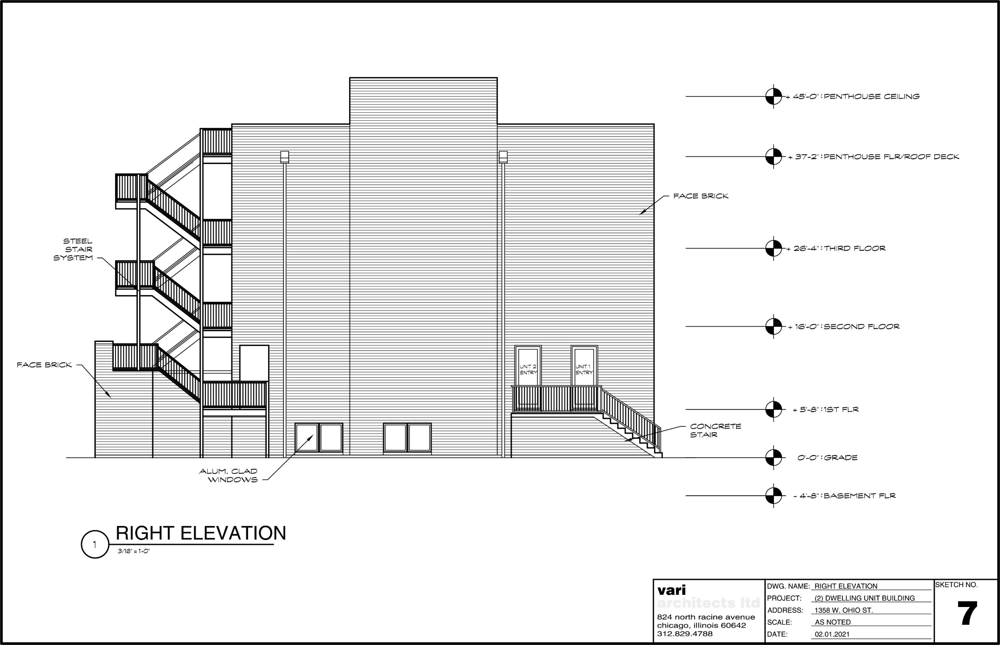 + 45'-0" : PENTHOUSE CEILING
+ 37'-2" : PENTHOUSE FLR/ROOF DECK
FACE BRICK
STEEL
STAIR
SYSTEM
+ 26'-4" : THIRD FLOOR
+ 16'-0" : SECOND FLOOR
FACE BRICK
UNIT 2
ENTRY
UNIT 1
ENTRY
+ 5'-8" : 1ST FLR
CONCRETE
STAIR
0'-0" : GRADE
ALUM. CLAD
WINDOWS
- 4'-8" : BASEMENT FLR
1
RIGHT ELEVATION
3/16" = 1'-0"
vari
architects ltd
824 north racine avenue
chicago, illinois 60642
312.829.4788
DWG. NAME: RIGHT ELEVATION
PROJECT: (2) DWELLING UNIT BUILDING
ADDRESS: 1358 W. OHIO ST.
SCALE: AS NOTED
DATE: 02.01.2021
SKETCH NO.
7